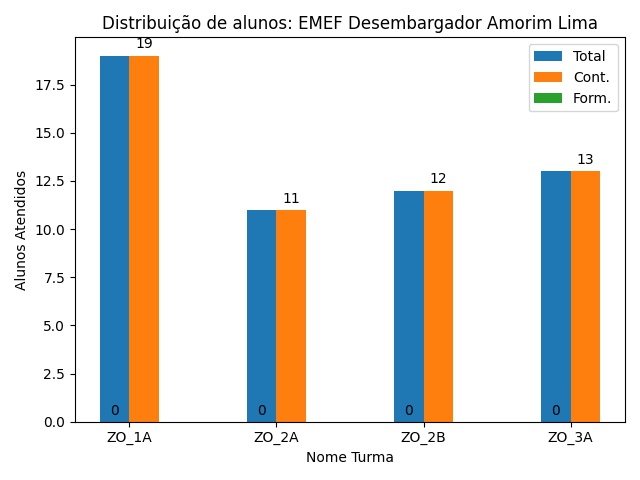 Distribuição de alunos: EMEF Desembargador Amorim Lima
Total
Cont.
Form.
Alunos Atendidos
17.5
15.0
12.5
10.0
7.5
5.0
2.5
0.0
19
11
12
13
0 0 0 0
ZO_1A ZO_2A ZO_2B ZO_3A
Nome Turma